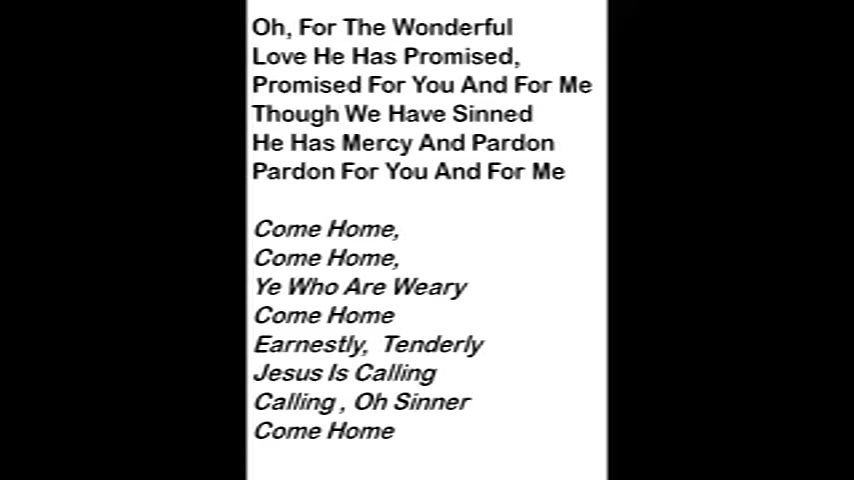 Oh, For The Wonderful
Love He Has Promised,
Promised For You And For Me
Though We Have Sinned
He Has Mercy And Pardon
Pardon For You And For Me
Come Home,
Come Home,
Ye Who Are Weary
Come Home
Earnestly, Tenderly
Jesus Is Calling
Calling , Oh Sinner
Come Home